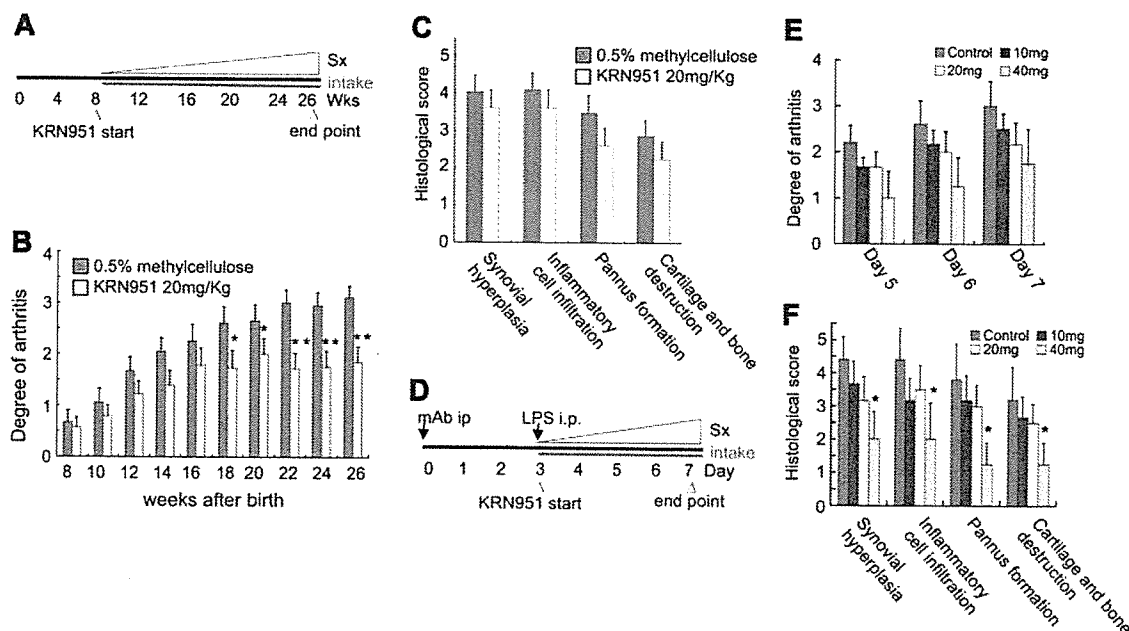 A
Sx
intake
0 4 8 12 16 20 24 26 Wks
KRN951 start
end point
B
0.5% methylcellulose
KRN951 20mg/Kg
Degree of arthritis
4
3
2
1
0
* * ** ** **
8 10 12 14 16 18 20 22 24 26
weeks after birth
C
0.5% methylcellulose
KRN951 20mg/Kg
Histological score
5
4
3
2
1
0
Synovial
hyperplasia
Inflammatory
cell infiltration
Pannus formation
Cartilage and bone
destruction
D
mAb ip
LPS i.p.
Sx
intake
0 1 2 3 4 5 6 7 Day
KRN951 start
end point
E
Control 10mg
20mg 40mg
Degree of arthritis
4
3
2
1
0
Day 5
Day 6
Day 7
F
Control 10mg
20mg 40mg
Histological score
5
4
3
2
1
0
* * * *
Synovial
hyperplasia
Inflammatory
cell infiltration
Pannus formation
Cartilage and bone
destruction